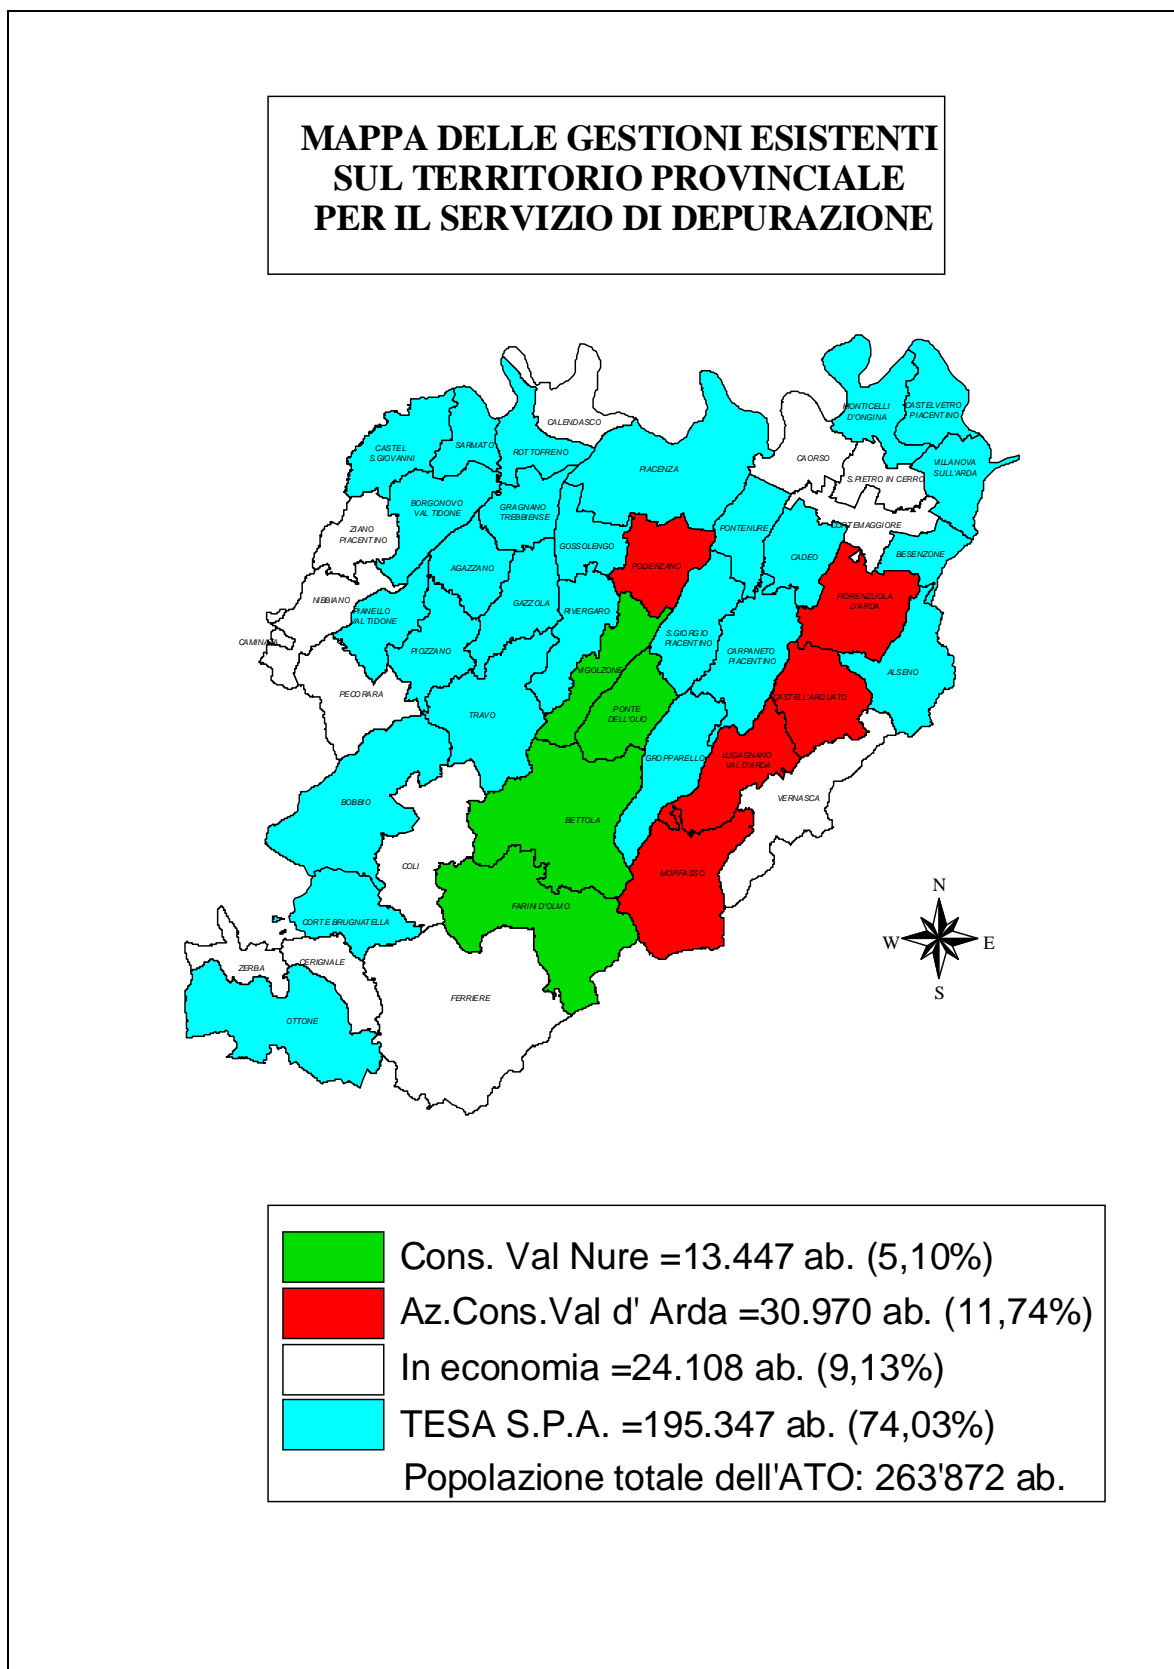 MAPPA DELLE GESTIONI ESISTENTI
SUL TERRITORIO PROVINCIALE
PER IL SERVIZIO DI DEPURAZIONE
CALENDASCO
MONTICELLI
D'ONGINA
CASTELVETRO
PIACENTINO
CASTEL
S.GIOVANNI
SARMATO
ROTTOFRENO
PIACENZA
CAORSO
S.PIETRO IN CERRO
VILLANOVA
SULL'ARDA
ZIANO
PIACENTINO
BORGONOVO
VAL TIDONE
GRAGNANO
TREBBIENSE
GOSSOLENGO
PODENZANO
PONTENURE
CADEO
CORTEMAGGIORE
BESENZONE
NIBBIANO
PIANELLO
VAL TIDONE
AGAZZANO
GAZZOLA
RIVERGARO
FIORENZUOLA
D'ARDA
CAMINATA
PECORARA
PIOZZANO
TRAVO
VIGOLZONE
S.GIORGIO
PIACENTINO
CARPANETO
PIACENTINO
CASTELL'ARQUATO
ALSENO
PONTE
DELL'OLIO
GROPPARELLO
LUGAGNANO
VAL D'ARDA
VERNASCA
BOBBIO
COLI
BETTOLA
MORFASSO
CORTE BRUGNATELLA
FARINI D'OLMO
ZERBA
CERIGNALE
FERRIERE
OTTONE
N
W
E
S
Cons. Val Nure =13.447 ab. (5,10%)
Az.Cons.Val d' Arda =30.970 ab. (11,74%)
In economia =24.108 ab. (9,13%)
TESA S.P.A. =195.347 ab. (74,03%)
Popolazione totale dell'ATO: 263'872 ab.